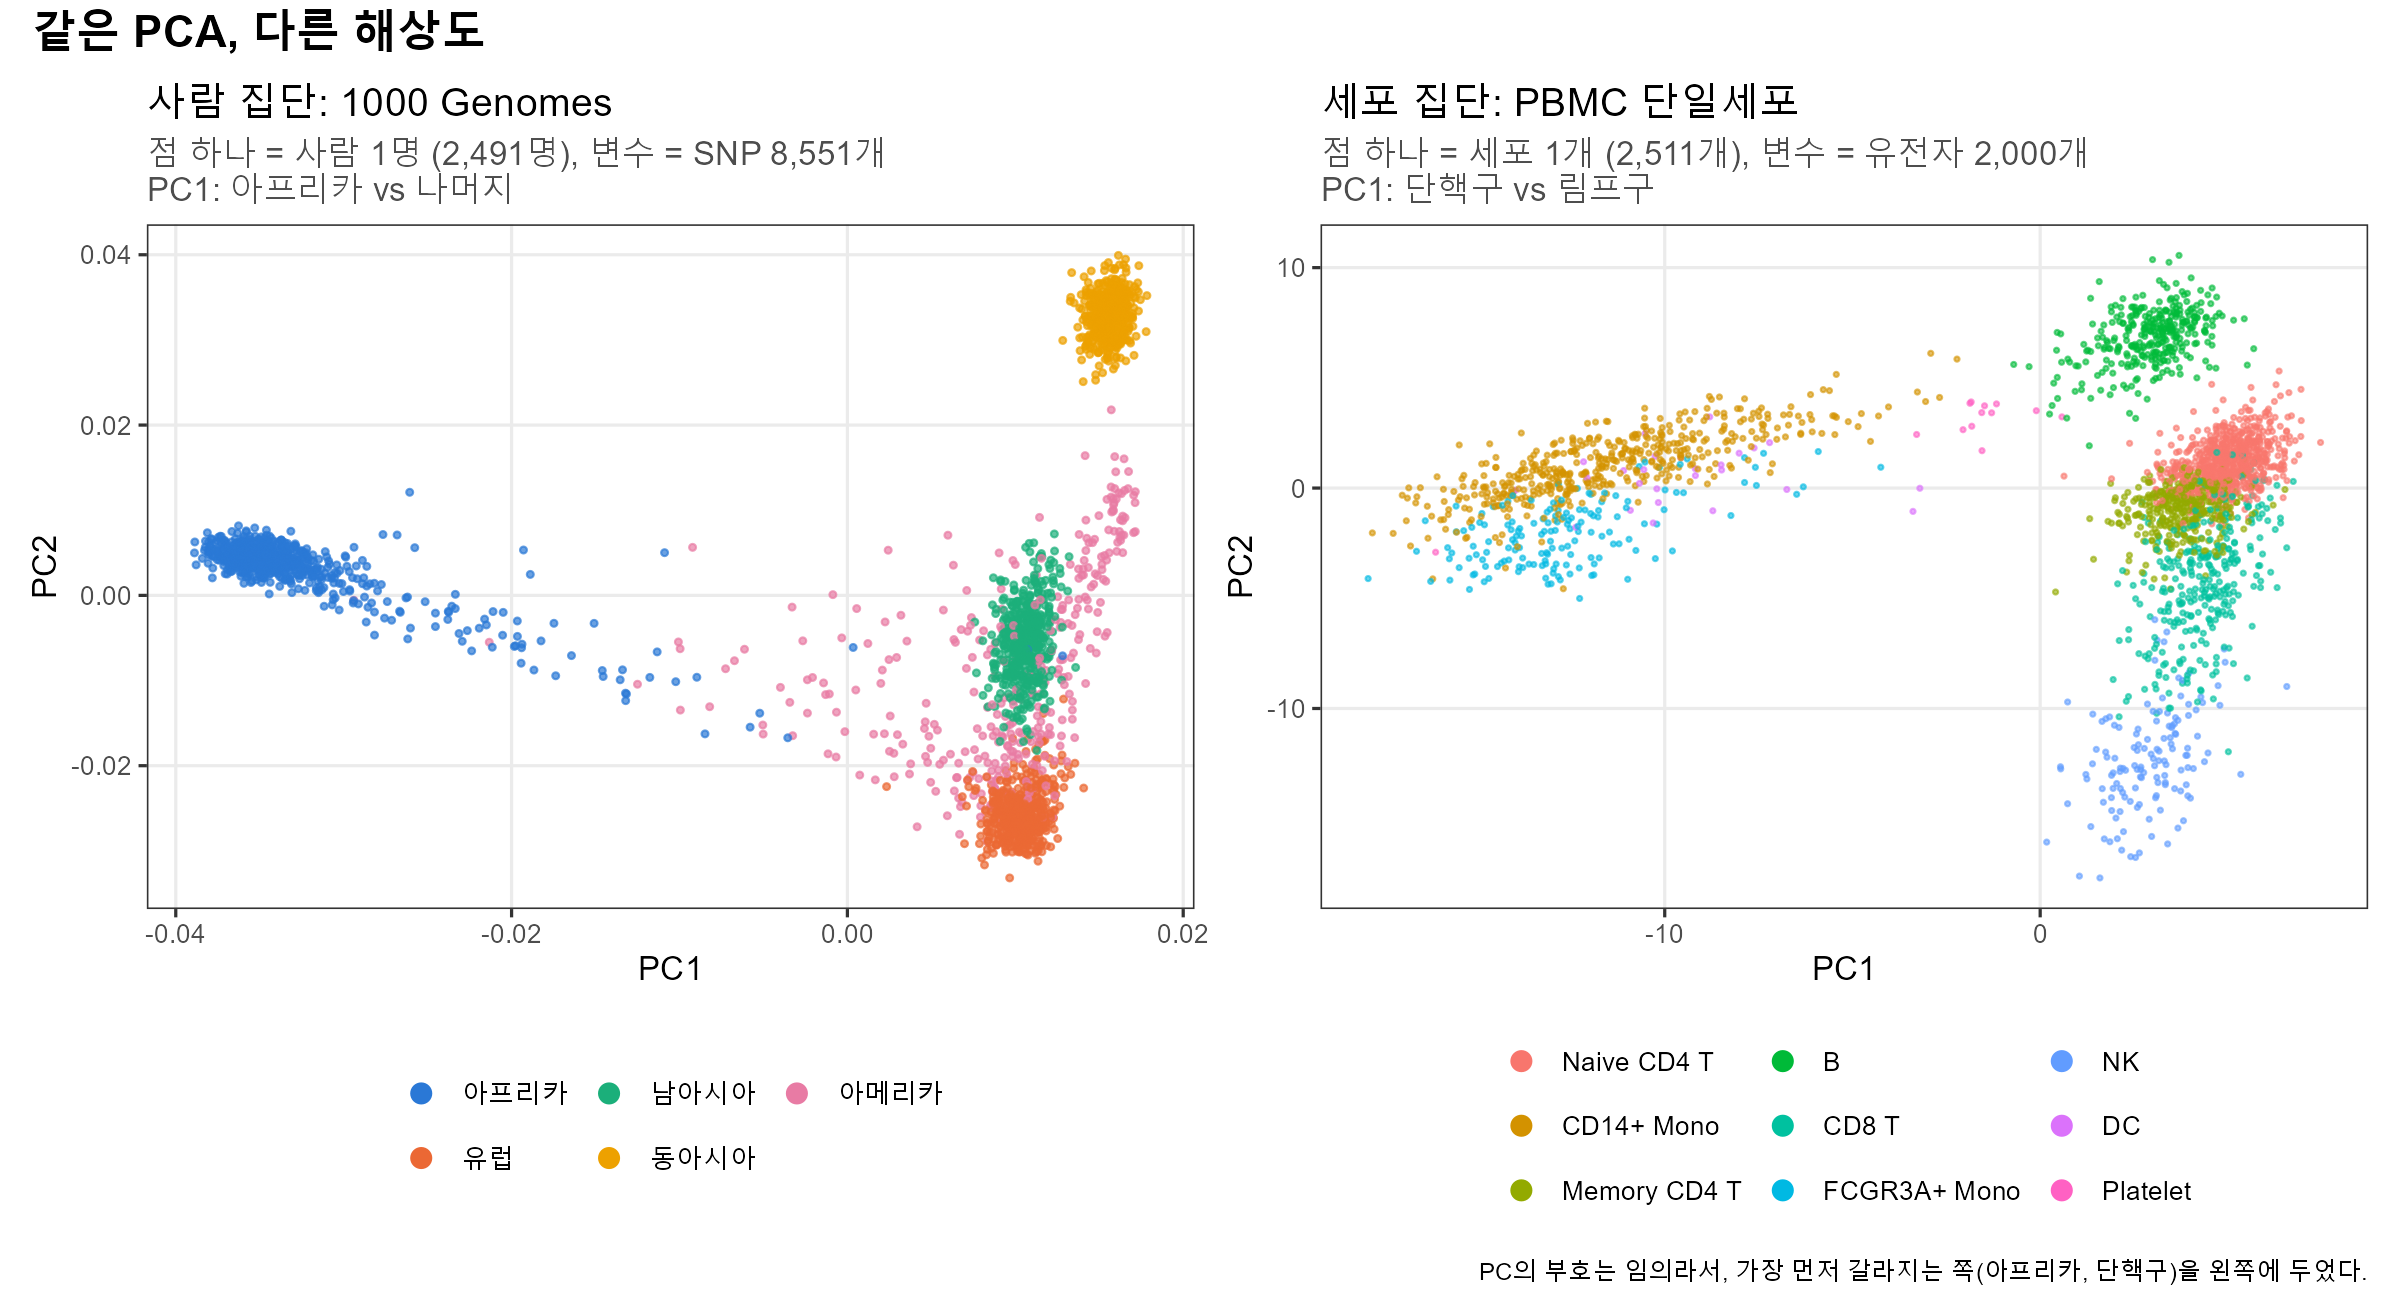 같은 PCA, 다른 해상도
사람 집단: 1000 Genomes
점 하나 = 사람 1명 (2,491명), 변수 = SNP 8,551개
PC1: 아프리카 vs 나머지
0.04
0.02
0.00
-0.02
PC2
-0.04
-0.02
0.00
0.02
PC1
아프리카
남아시아
아메리카
유럽
동아시아
세포 집단: PBMC 단일세포
점 하나 = 세포 1개 (2,511개), 변수 = 유전자 2,000개
PC1: 단핵구 vs 림프구
10
0
-10
PC2
-10
0
PC1
Naive CD4 T
B
NK
CD14+ Mono
CD8 T
DC
Memory CD4 T
FCGR3A+ Mono
Platelet
PC의 부호는 임의라서, 가장 먼저 갈라지는 쪽(아프리카, 단핵구)을 왼쪽에 두었다.